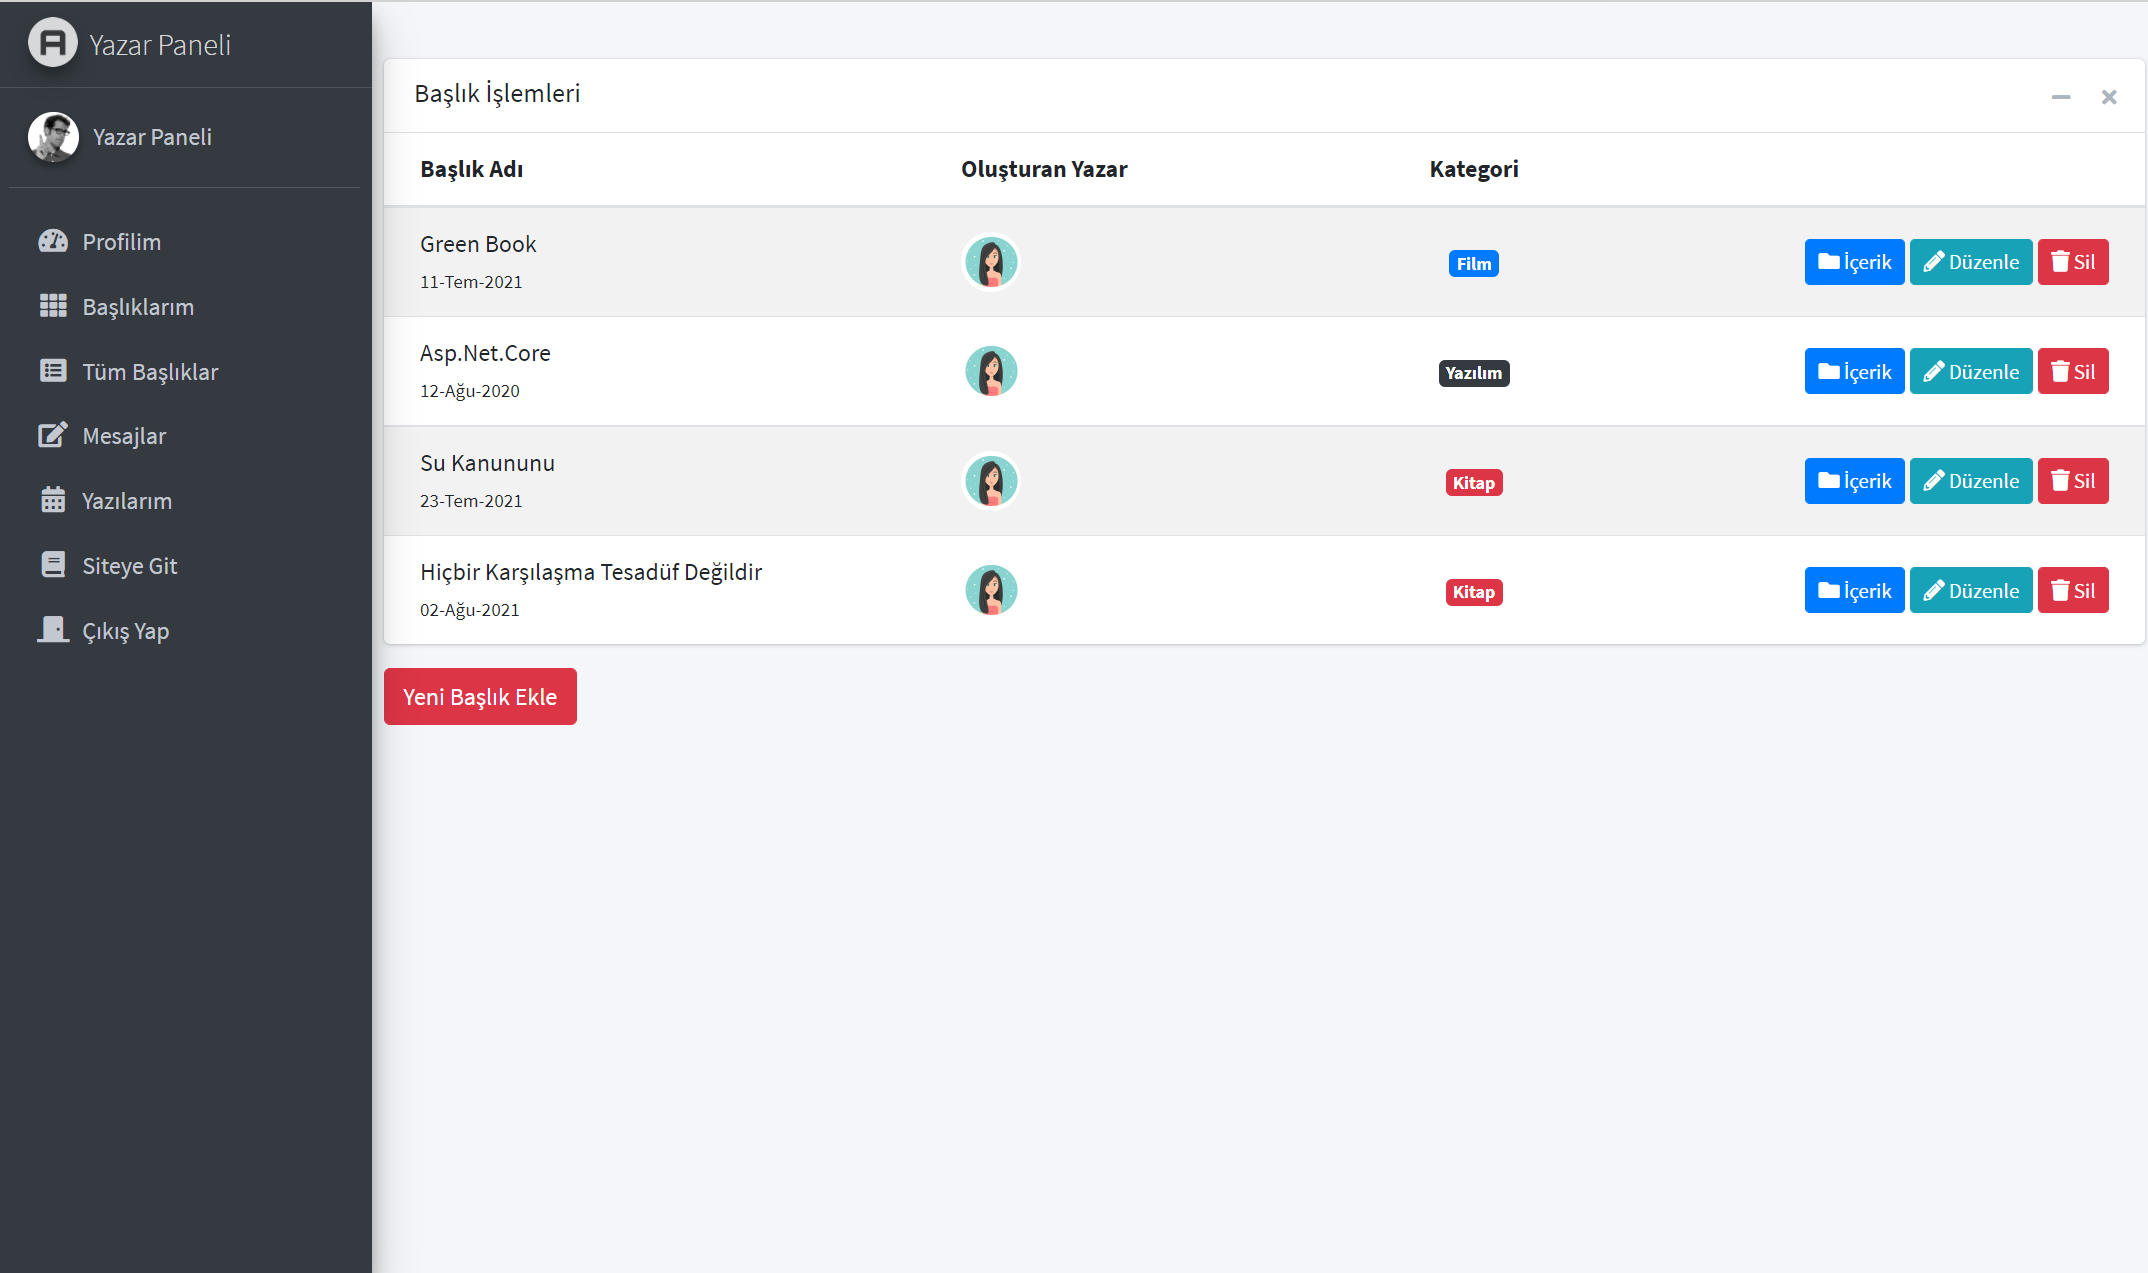 Yazar Paneli
Yazar Paneli
Profilim
Başlıklarım
Tüm Başlıklar
Mesajlar
Yazılarım
Siteye Git
Çıkış Yap
Başlık İşlemleri
Başlık Adı Oluşturan Yazar Kategori
Green Book
11-Tem-2021
Film İçerik Düzenle Sil
Asp.Net.Core
12-Ağu-2020
Yazılım İçerik Düzenle Sil
Su Kanununu
23-Tem-2021
Kitap İçerik Düzenle Sil
Hiçbir Karşılaşma Tesadüf Değildir
02-Ağu-2021
Kitap İçerik Düzenle Sil
Yeni Başlık Ekle